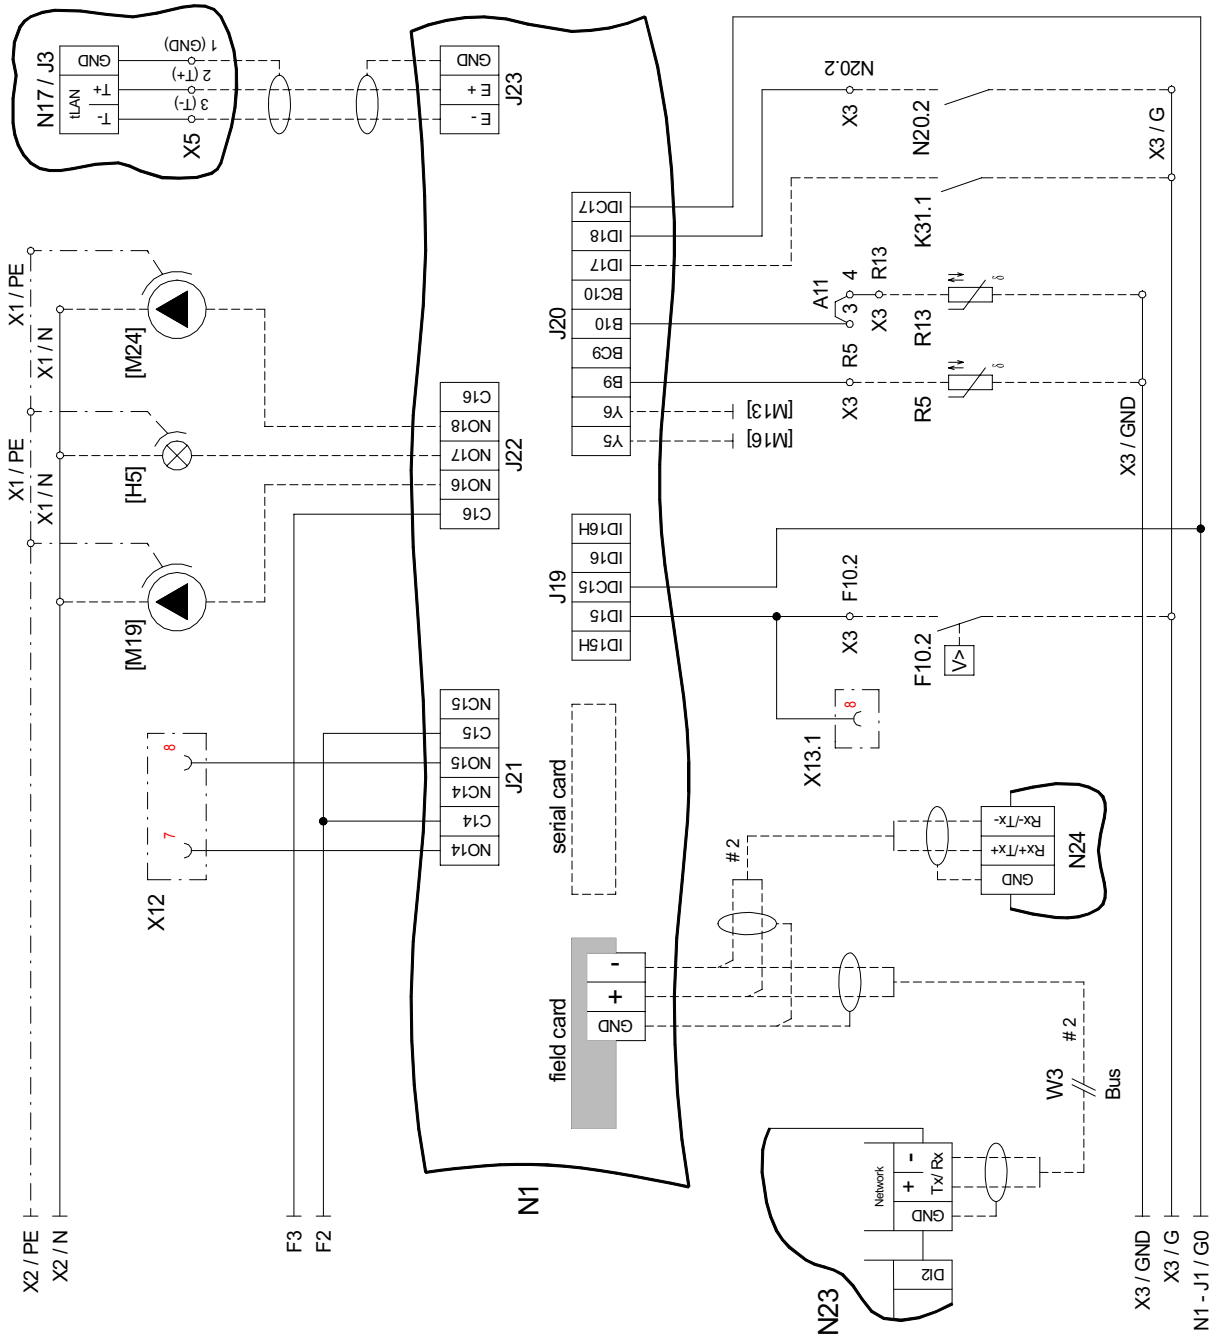 N17 / J3
tLAN
GND
T+
T-
1 (GND)
2 (T+)
3 (T-)
X5
GND
E +
E -
J23
X1 / PE
X1 / N
[M24]
X1 / PE
X1 / N
[H5]
[M19]
C16
NO18
NO17
NO16
C16
J22
NC15
C15
NO15
NC14
C14
NO14
J21
X12
8
7
X2 / PE
X2 / N
F3
F2
N1
J20
IDC17
ID18
ID17
BC10
B10
BC9
B9
Y6
Y5
[M13]
[M16]
J19
ID16H
ID16
IDC15
ID15
ID15H
serial card
field card
-
+
GND
N20.2
X3
N20.2
X3 / G
K31.1
A11
4
3
R13
X3
R13
δ
R5
X3
R5
δ
X3 / GND
F10.2
X3
F10.2
V>
X13.1
8
# 2
Rx-/Tx-
Rx+/Tx+
GND
N24
# 2
W3
Bus
Network
-
+
Tx/ Rx
GND
DI2
N23
X3 / GND
X3 / G
N1 - J1 / G0